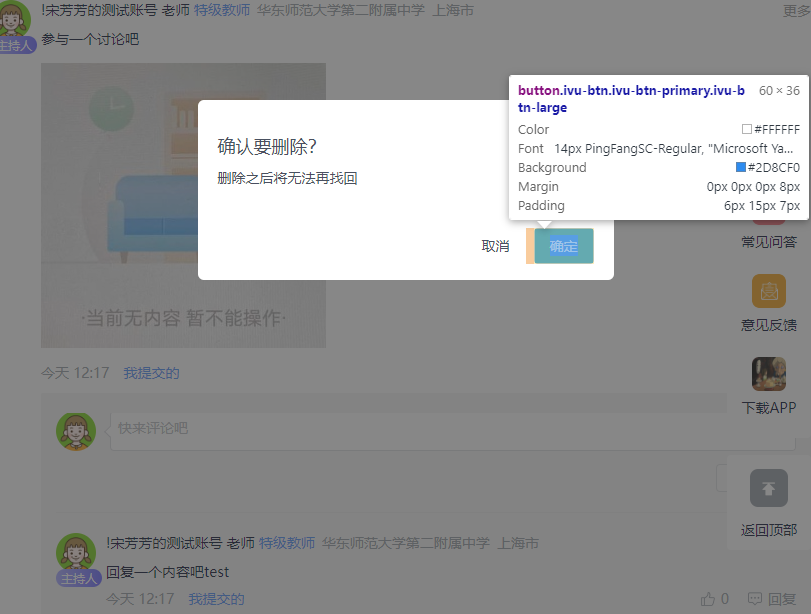 !宋芳芳的测试账号 老师 特级教师 华东师范大学第二附属中学 上海市
更多
主持人
参与一个讨论吧
button.ivu-btn.ivu-btn-primary.ivu-b
tn-large
60 × 36
Color #FFFFFF
Font 14px PingFangSC-Regular, "Microsoft Ya...
Background #2D8CF0
Margin 0px 0px 0px 8px
Padding 6px 15px 7px
确认要删除?
删除之后将无法再找回
取消 确定
常见问答
意见反馈
·当前无内容 暂不能操作·
今天 12:17 我提交的
下载APP
快来评论吧
返回顶部
!宋芳芳的测试账号 老师 特级教师 华东师范大学第二附属中学 上海市
主持人
回复一个内容吧test
今天 12:17 我提交的
0 回复